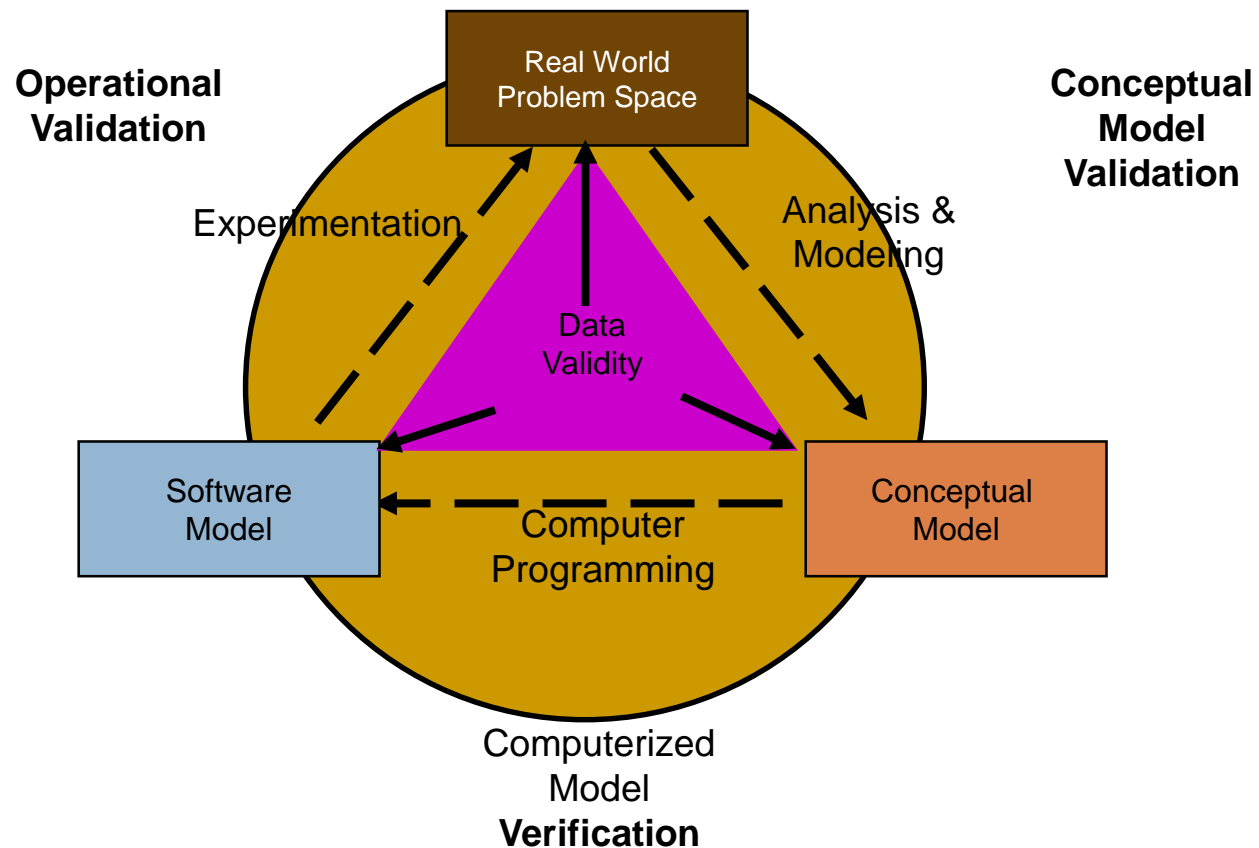 Real World
Problem Space
Operational
Validation
Conceptual
Model
Validation
Experimentation
Analysis &
Modeling
Data
Validity
Software
Model
Conceptual
Model
Computer
Programming
Computerized
Model
Verification